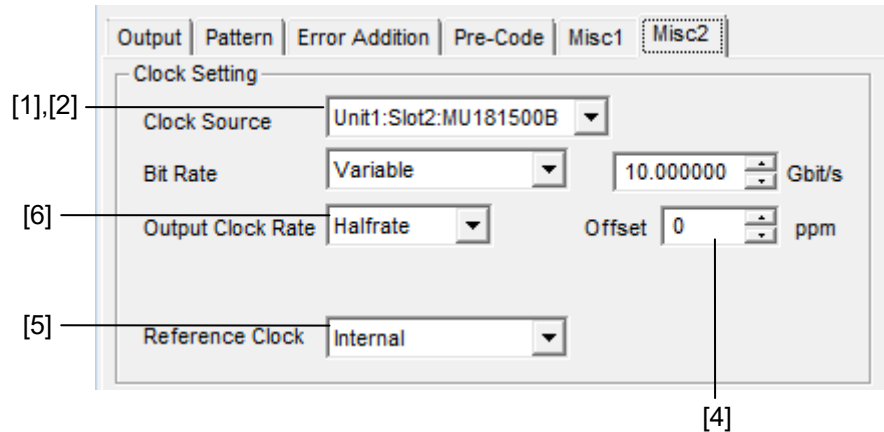 Output Pattern Error Addition Pre-Code Misc1 Misc2
Clock Setting
[1],[2] Clock Source Unit1:Slot2:MU181500B
Bit Rate Variable 10.000000 Gbit/s
[6] Output Clock Rate Halfrate Offset 0 ppm
[5] Reference Clock Internal
[4]